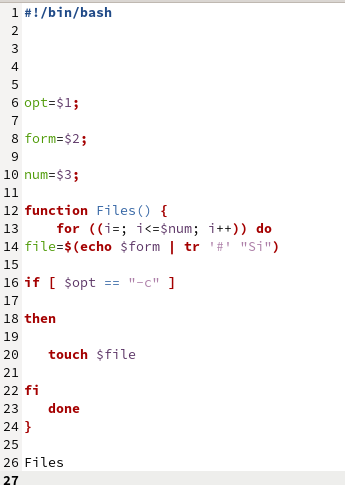 1 #!/bin/bash
2
3
4
5
6 opt=$1;
7
8 form=$2;
9
10 num=$3;
11
12 function Files() {
13     for ((i=; i<=$num; i++)) do
14 file=$(echo $form | tr '#' "Si")
15
16 if [ $opt == "-c" ]
17
18 then
19
20    touch $file
21
22 fi
23    done
24 }
25
26 Files
27